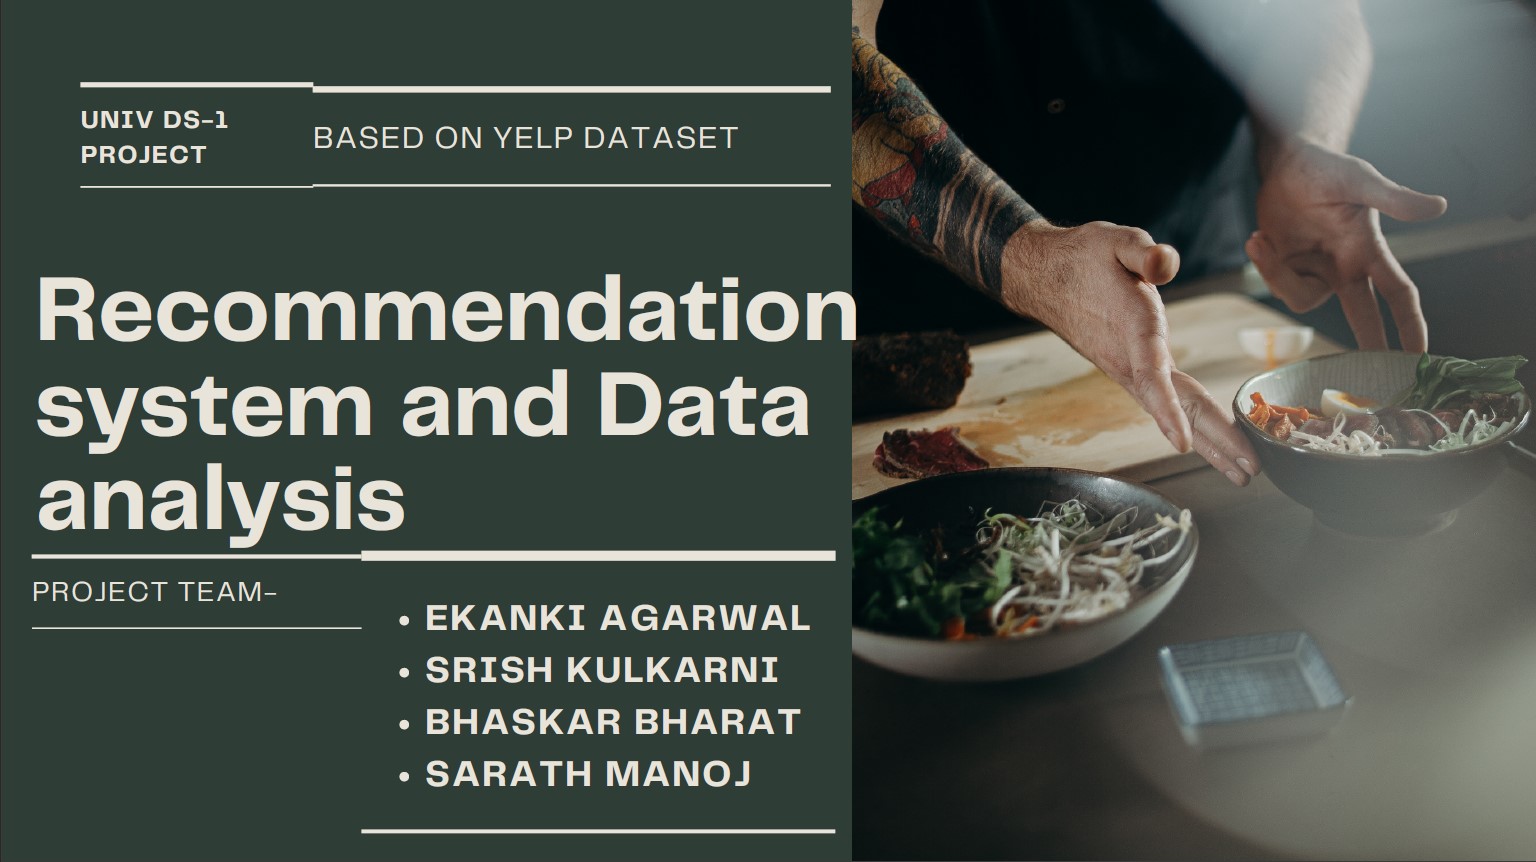 UNIV DS-1
PROJECT
BASED ON YELP DATASET
Recommendation
system and Data
analysis
PROJECT TEAM-
• EKANKI AGARWAL
• SRISH KULKARNI
• BHASKAR BHARAT
• SARATH MANOJ